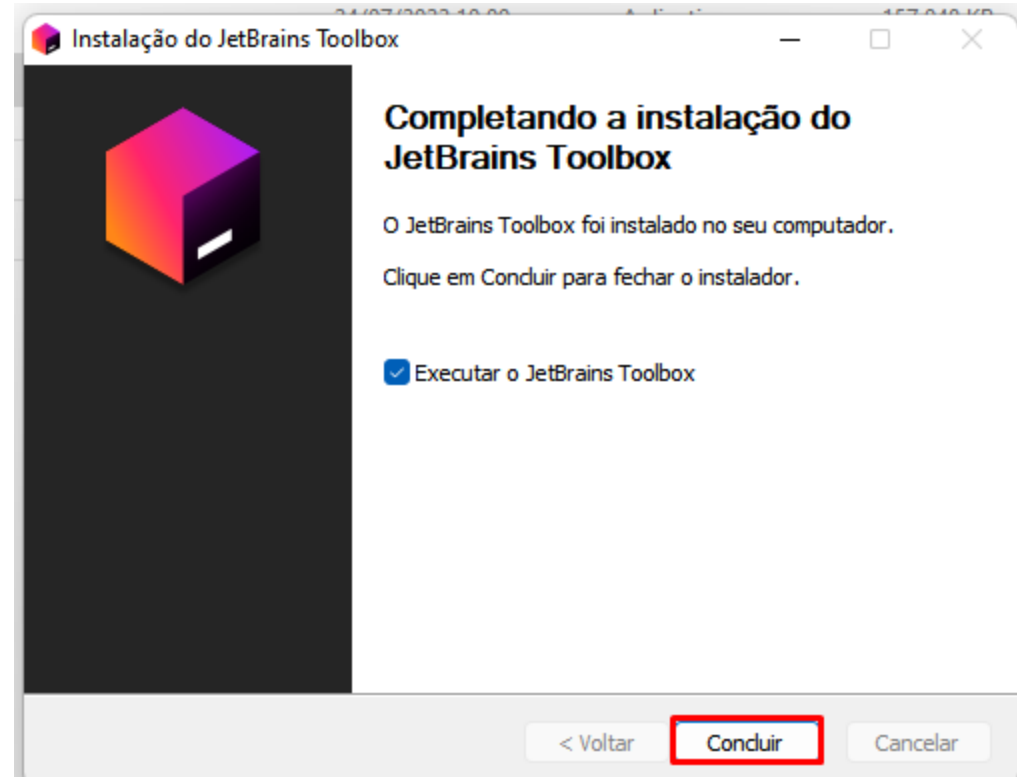 Instalação do JetBrains Toolbox
Completando a instalação do
JetBrains Toolbox
O JetBrains Toolbox foi instalado no seu computador.
Clique em Concluir para fechar o instalador.
Executar o JetBrains Toolbox
< Voltar
Concluir
Cancelar